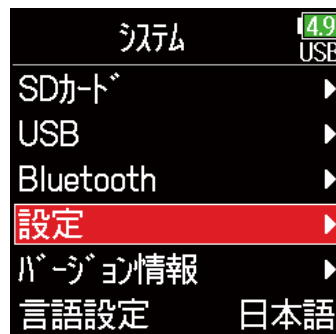 ｼｽﾃﾑ
4.9
USB
SDｶｰﾄﾞ
USB
Bluetooth
設定
ﾊﾞｰｼﾞｮﾝ情報
言語設定 日本語